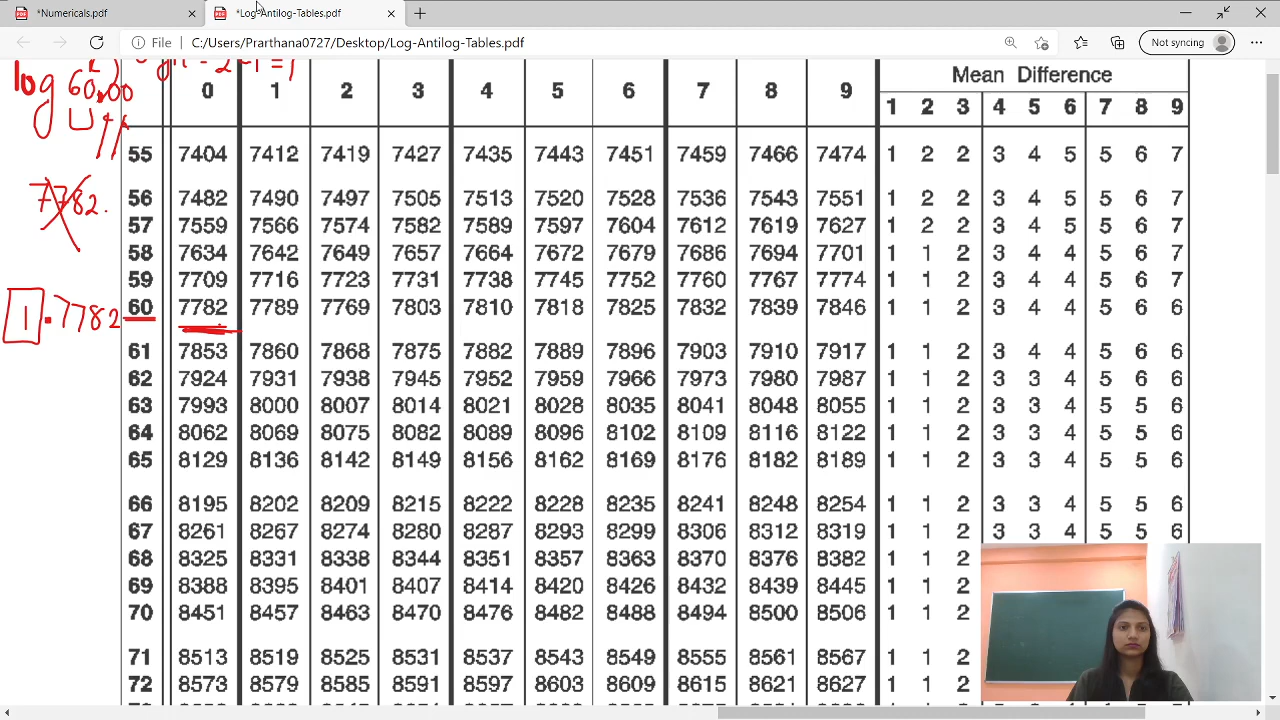 *Numericals.pdf
*Log-Antilog-Tables.pdf
File C:/Users/Prarthana0727/Desktop/Log-Antilog-Tables.pdf Not syncing
log 60.00
7782.
1.7782
Mean Difference
0 1 2 3 4 5 6 7 8 9 1 2 3 4 5 6 7 8 9
55 7404 7412 7419 7427 7435 7443 7451 7459 7466 7474 1 2 2 3 4 5 5 6 7
56 7482 7490 7497 7505 7513 7520 7528 7536 7543 7551 1 2 2 3 4 5 5 6 7
57 7559 7566 7574 7582 7589 7597 7604 7612 7619 7627 1 2 2 3 4 5 5 6 7
58 7634 7642 7649 7657 7664 7672 7679 7686 7694 7701 1 1 2 3 4 4 5 6 7
59 7709 7716 7723 7731 7738 7745 7752 7760 7767 7774 1 1 2 3 4 4 5 6 7
60 7782 7789 7769 7803 7810 7818 7825 7832 7839 7846 1 1 2 3 4 4 5 6 6
61 7853 7860 7868 7875 7882 7889 7896 7903 7910 7917 1 1 2 3 4 4 5 6 6
62 7924 7931 7938 7945 7952 7959 7966 7973 7980 7987 1 1 2 3 3 4 5 6 6
63 7993 8000 8007 8014 8021 8028 8035 8041 8048 8055 1 1 2 3 3 4 5 5 6
64 8062 8069 8075 8082 8089 8096 8102 8109 8116 8122 1 1 2 3 3 4 5 5 6
65 8129 8136 8142 8149 8156 8162 8169 8176 8182 8189 1 1 2 3 3 4 5 5 6
66 8195 8202 8209 8215 8222 8228 8235 8241 8248 8254 1 1 2 3 3 4 5 5 6
67 8261 8267 8274 8280 8287 8293 8299 8306 8312 8319 1 1 2 3 3 4 5 5 6
68 8325 8331 8338 8344 8351 8357 8363 8370 8376 8382 1 1 2
69 8388 8395 8401 8407 8414 8420 8426 8432 8439 8445 1 1 2
70 8451 8457 8463 8470 8476 8482 8488 8494 8500 8506 1 1 2
71 8513 8519 8525 8531 8537 8543 8549 8555 8561 8567 1 1 2
72 8573 8579 8585 8591 8597 8603 8609 8615 8621 8627 1 1 2